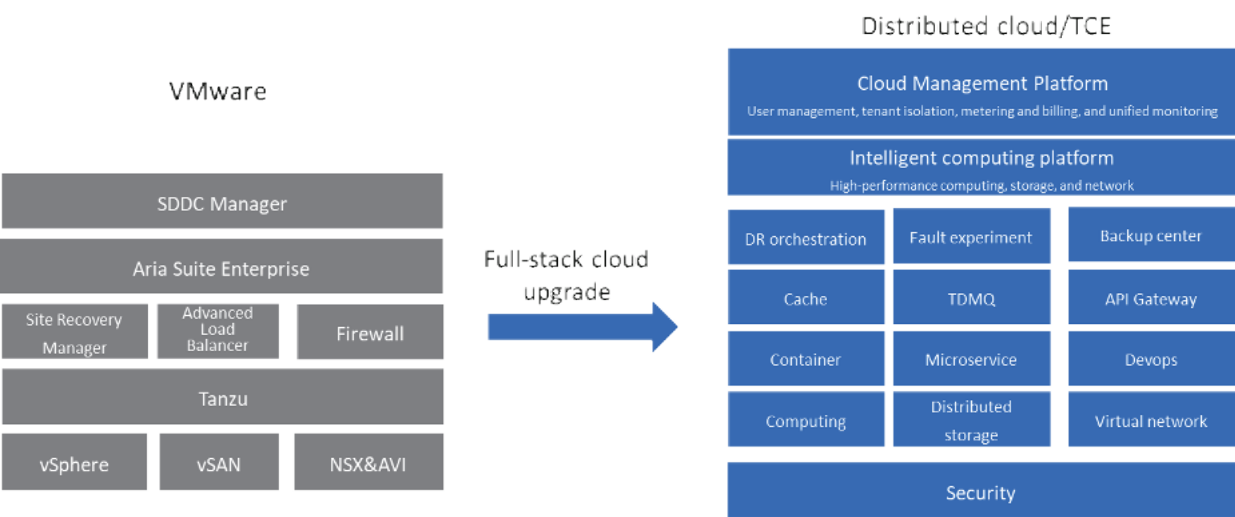 VMware
SDDC Manager
Aria Suite Enterprise
Site Recovery
Manager
Advanced
Load
Balancer
Firewall
Tanzu
vSphere
vSAN
NSX&AVI
Full-stack cloud
upgrade
Distributed cloud/TCE
Cloud Management Platform
User management, tenant isolation, metering and billing, and unified monitoring
Intelligent computing platform
High-performance computing, storage, and network
DR orchestration
Fault experiment
Backup center
Cache
TDMQ
API Gateway
Container
Microservice
Devops
Computing
Distributed
storage
Virtual network
Security